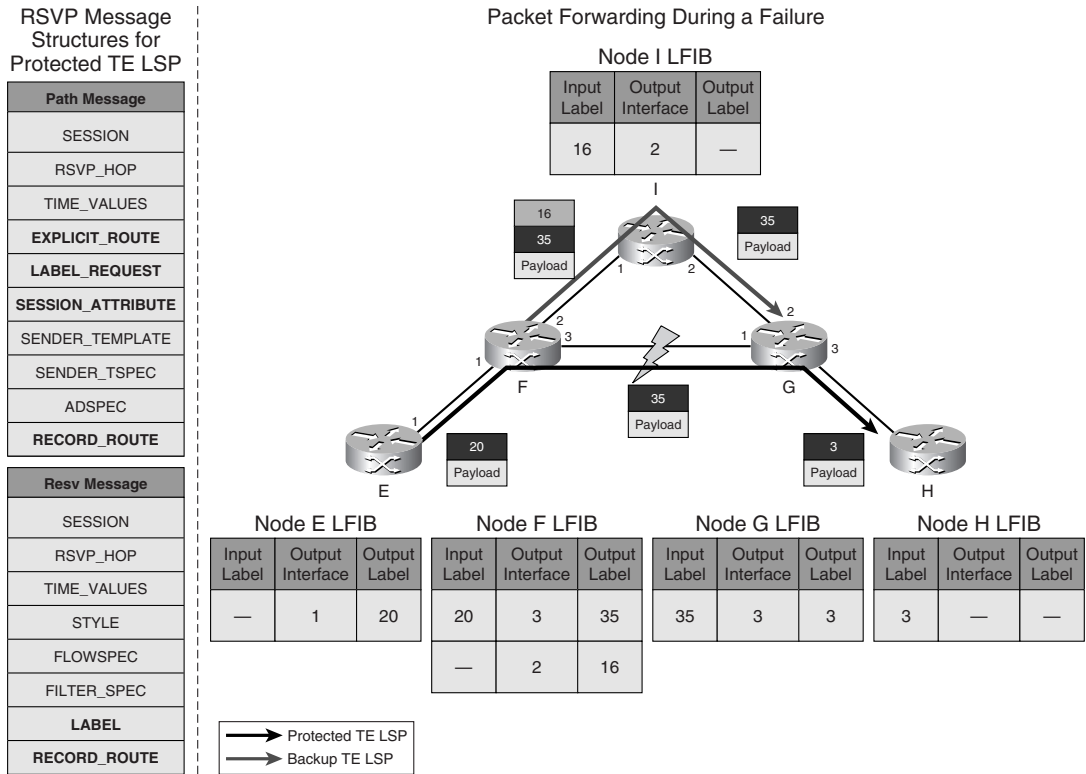 RSVP Message
Structures for
Protected TE LSP
Path Message
SESSION
RSVP_HOP
TIME_VALUES
EXPLICIT_ROUTE
LABEL_REQUEST
SESSION_ATTRIBUTE
SENDER_TEMPLATE
SENDER_TSPEC
ADSPEC
RECORD_ROUTE
Resv Message
SESSION
RSVP_HOP
TIME_VALUES
STYLE
FLOWSPEC
FILTER_SPEC
LABEL
RECORD_ROUTE
Packet Forwarding During a Failure
Node I LFIB
Input Label Output Interface Output Label
16 2 —
I
16
35
Payload
35
Payload
1 2
2
3
1
F
2
1
3
G
35
Payload
1
E
20
Payload
3
Payload
H
Node E LFIB
Input Label Output Interface Output Label
— 1 20
Node F LFIB
Input Label Output Interface Output Label
20 3 35
— 2 16
Node G LFIB
Input Label Output Interface Output Label
35 3 3
Node H LFIB
Input Label Output Interface Output Label
3 — —
Protected TE LSP
Backup TE LSP